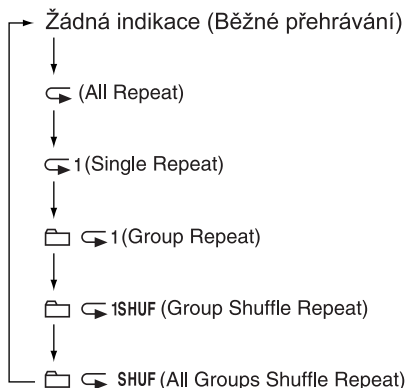 Žádná indikace (Běžné přehrávání)
(All Repeat)
1 (Single Repeat)
1 (Group Repeat)
1SHUF (Group Shuffle Repeat)
SHUF (All Groups Shuffle Repeat)